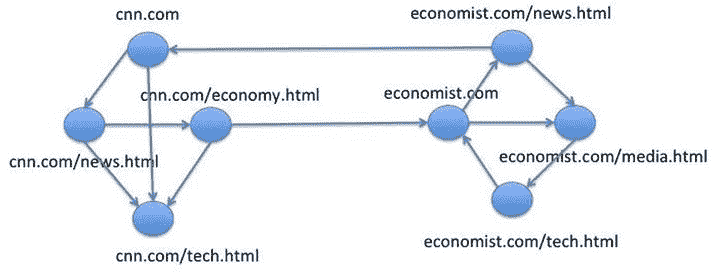 cnn.com
economist.com/news.html
cnn.com/economy.html
economist.com
cnn.com/news.html
economist.com/media.html
cnn.com/tech.html
economist.com/tech.html